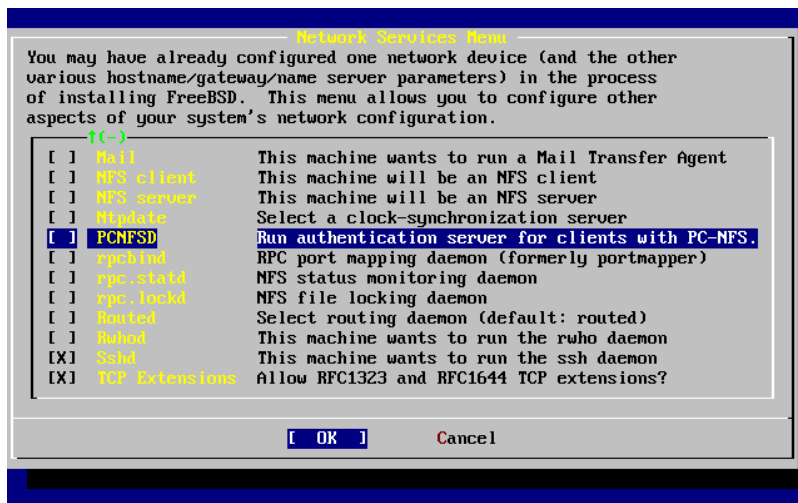 Network Services Menu
You may have already configured one network device (and the other
various hostname/gateway/name server parameters) in the process
of installing FreeBSD.  This menu allows you to configure other
aspects of your system's network configuration.
↑(-)
[ ] Mail This machine wants to run a Mail Transfer Agent
[ ] NFS client This machine will be an NFS client
[ ] NFS server This machine will be an NFS server
[ ] Ntpdate Select a clock-synchronization server
[ ] PCNFSD Run authentication server for clients with PC-NFS.
[ ] rpcbind RPC port mapping daemon (formerly portmapper)
[ ] rpc.statd NFS status monitoring daemon
[ ] rpc.lockd NFS file locking daemon
[ ] Routed Select routing daemon (default: routed)
[ ] Rwhod This machine wants to run the rwho daemon
[X] Sshd This machine wants to run the ssh daemon
[X] TCP Extensions Allow RFC1323 and RFC1644 TCP extensions?
[ OK ] Cancel